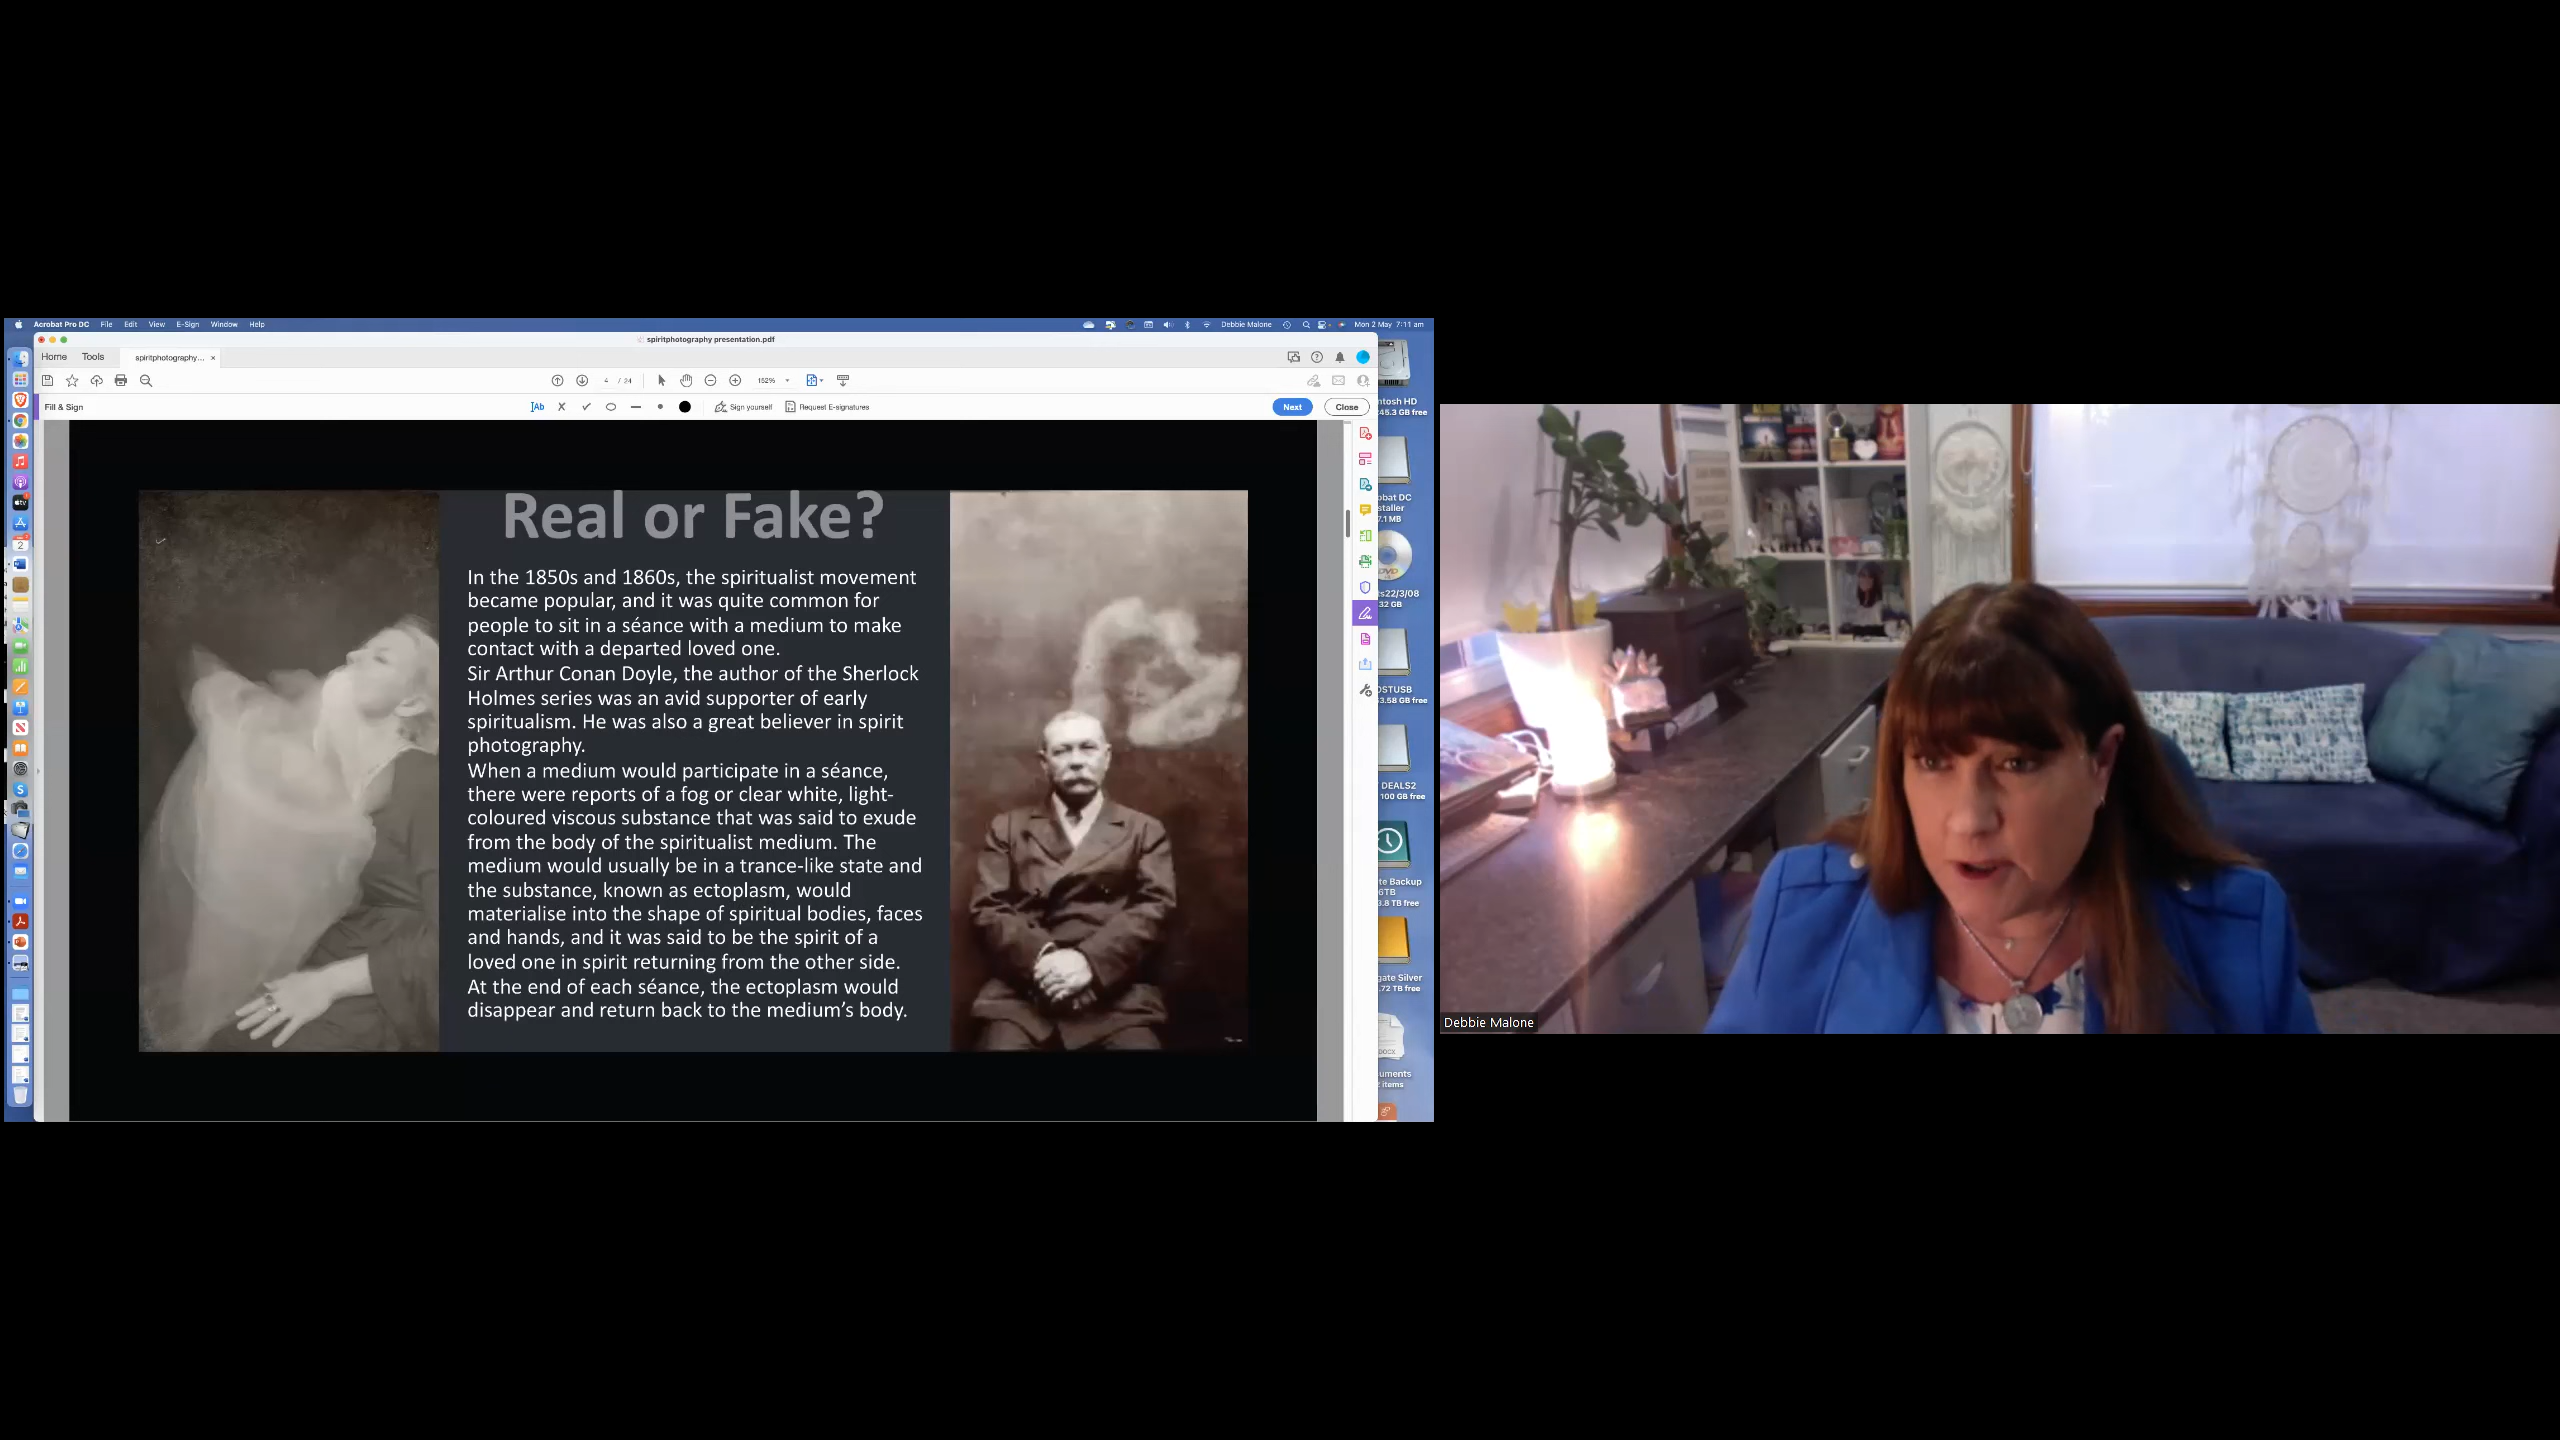 Acrobat Pro DC File Edit View E-Sign Window Help
Debbie Malone Mon 2 May 7:11 am
spiritphotography presentation.pdf
Home Tools spiritphotography... ×
4 / 24 152%
Fill & Sign
Ab Sign yourself Request E-signatures
Next Close
Real or Fake?
In the 1850s and 1860s, the spiritualist movement
became popular, and it was quite common for
people to sit in a séance with a medium to make
contact with a departed loved one.
Sir Arthur Conan Doyle, the author of the Sherlock
Holmes series was an avid supporter of early
spiritualism. He was also a great believer in spirit
photography.
When a medium would participate in a séance,
there were reports of a fog or clear white, light-
coloured viscous substance that was said to exude
from the body of the spiritualist medium. The
medium would usually be in a trance-like state and
the substance, known as ectoplasm, would
materialise into the shape of spiritual bodies, faces
and hands, and it was said to be the spirit of a
loved one in spirit returning from the other side.
At the end of each séance, the ectoplasm would
disappear and return back to the medium’s body.
ntosh HD
245.3 GB free
obat DC
staller
7.1 MB
DVD
ts22/3/08
32 GB
OSTUSB
53.58 GB free
DEALS2
100 GB free
te Backup
6TB
9.8 TB free
gate Silver
.72 TB free
DOCX
uments
items
Debbie Malone